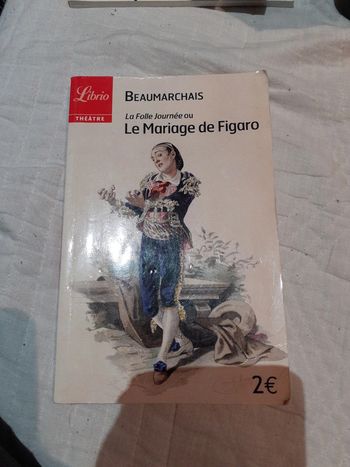 Librio
THÉÂTRE
BEAUMARCHAIS
La Folle Journée ou
Le Mariage de Figaro
2€